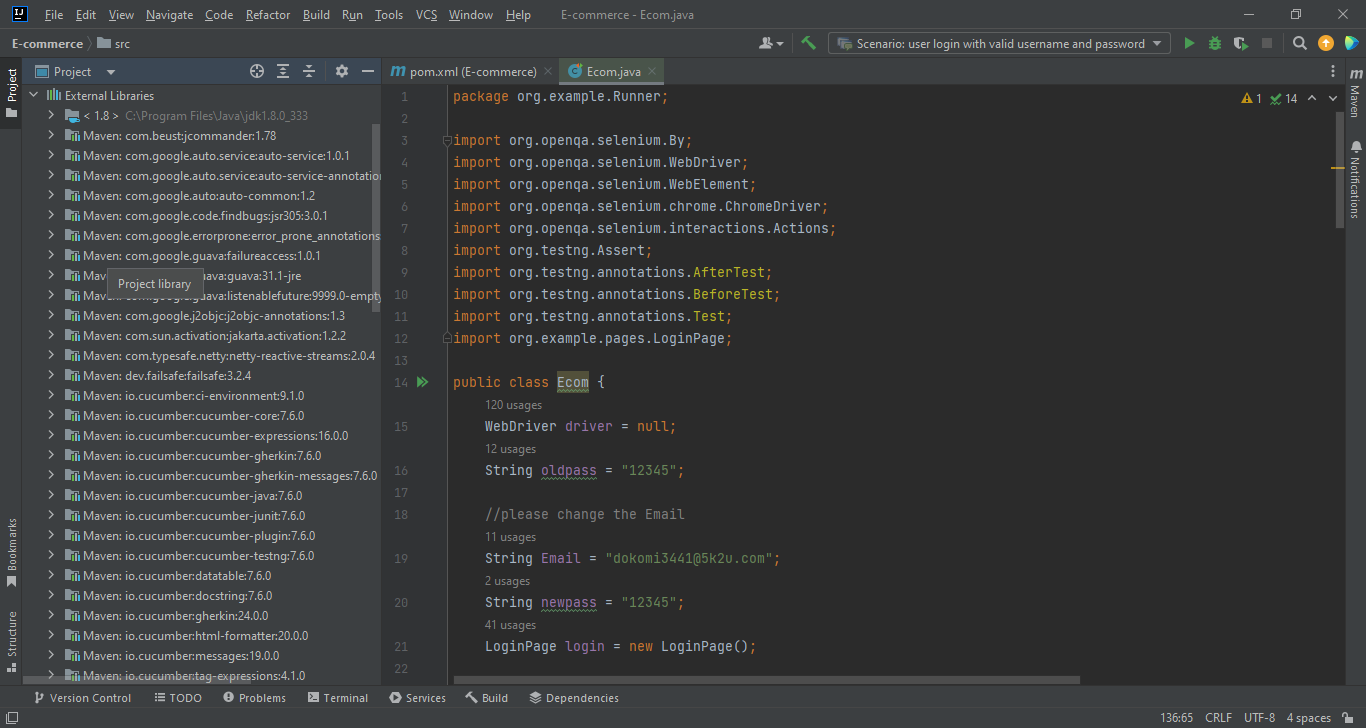 File Edit View Navigate Code Refactor Build Run Tools VCS Window Help E-commerce - Ecom.java
E-commerce src
Scenario: user login with valid username and password
Project
pom.xml (E-commerce)
Ecom.java
Project
External Libraries
< 1.8 > C:\Program Files\Java\jdk1.8.0_333
Maven: com.beust:jcommander:1.78
Maven: com.google.auto.service:auto-service:1.0.1
Maven: com.google.auto.service:auto-service-annotatio
Maven: com.google.auto:auto-common:1.2
Maven: com.google.code.findbugs:jsr305:3.0.1
Maven: com.google.errorprone:error_prone_annotations
Maven: com.google.guava:failureaccess:1.0.1
Mav uava:guava:31.1-jre
Project library
Maven: com.google.guava:listenablefuture:9999.0-empty
Maven: com.google.j2objc:j2objc-annotations:1.3
Maven: com.sun.activation:jakarta.activation:1.2.2
Maven: com.typesafe.netty:netty-reactive-streams:2.0.4
Maven: dev.failsafe:failsafe:3.2.4
Maven: io.cucumber:ci-environment:9.1.0
Maven: io.cucumber:cucumber-core:7.6.0
Maven: io.cucumber:cucumber-expressions:16.0.0
Maven: io.cucumber:cucumber-gherkin:7.6.0
Maven: io.cucumber:cucumber-gherkin-messages:7.6.0
Maven: io.cucumber:cucumber-java:7.6.0
Maven: io.cucumber:cucumber-junit:7.6.0
Maven: io.cucumber:cucumber-plugin:7.6.0
Maven: io.cucumber:cucumber-testng:7.6.0
Maven: io.cucumber:datatable:7.6.0
Maven: io.cucumber:docstring:7.6.0
Maven: io.cucumber:gherkin:24.0.0
Maven: io.cucumber:html-formatter:20.0.0
Maven: io.cucumber:messages:19.0.0
Maven: io.cucumber:tag-expressions:4.1.0
Bookmarks
Structure
1 package org.example.Runner;
1 14
2
3 import org.openqa.selenium.By;
4 import org.openqa.selenium.WebDriver;
5 import org.openqa.selenium.WebElement;
6 import org.openqa.selenium.chrome.ChromeDriver;
7 import org.openqa.selenium.interactions.Actions;
8 import org.testng.Assert;
9 import org.testng.annotations.AfterTest;
10 import org.testng.annotations.BeforeTest;
11 import org.testng.annotations.Test;
12 import org.example.pages.LoginPage;
13
14 public class Ecom {
120 usages
15 WebDriver driver = null;
12 usages
16 String oldpass = "12345";
17
18 //please change the Email
11 usages
19 String Email = "dokomi3441@5k2u.com";
2 usages
20 String newpass = "12345";
41 usages
21 LoginPage login = new LoginPage();
22
m Maven
Notifications
Version Control TODO Problems Terminal Services Build Dependencies
136:65 CRLF UTF-8 4 spaces